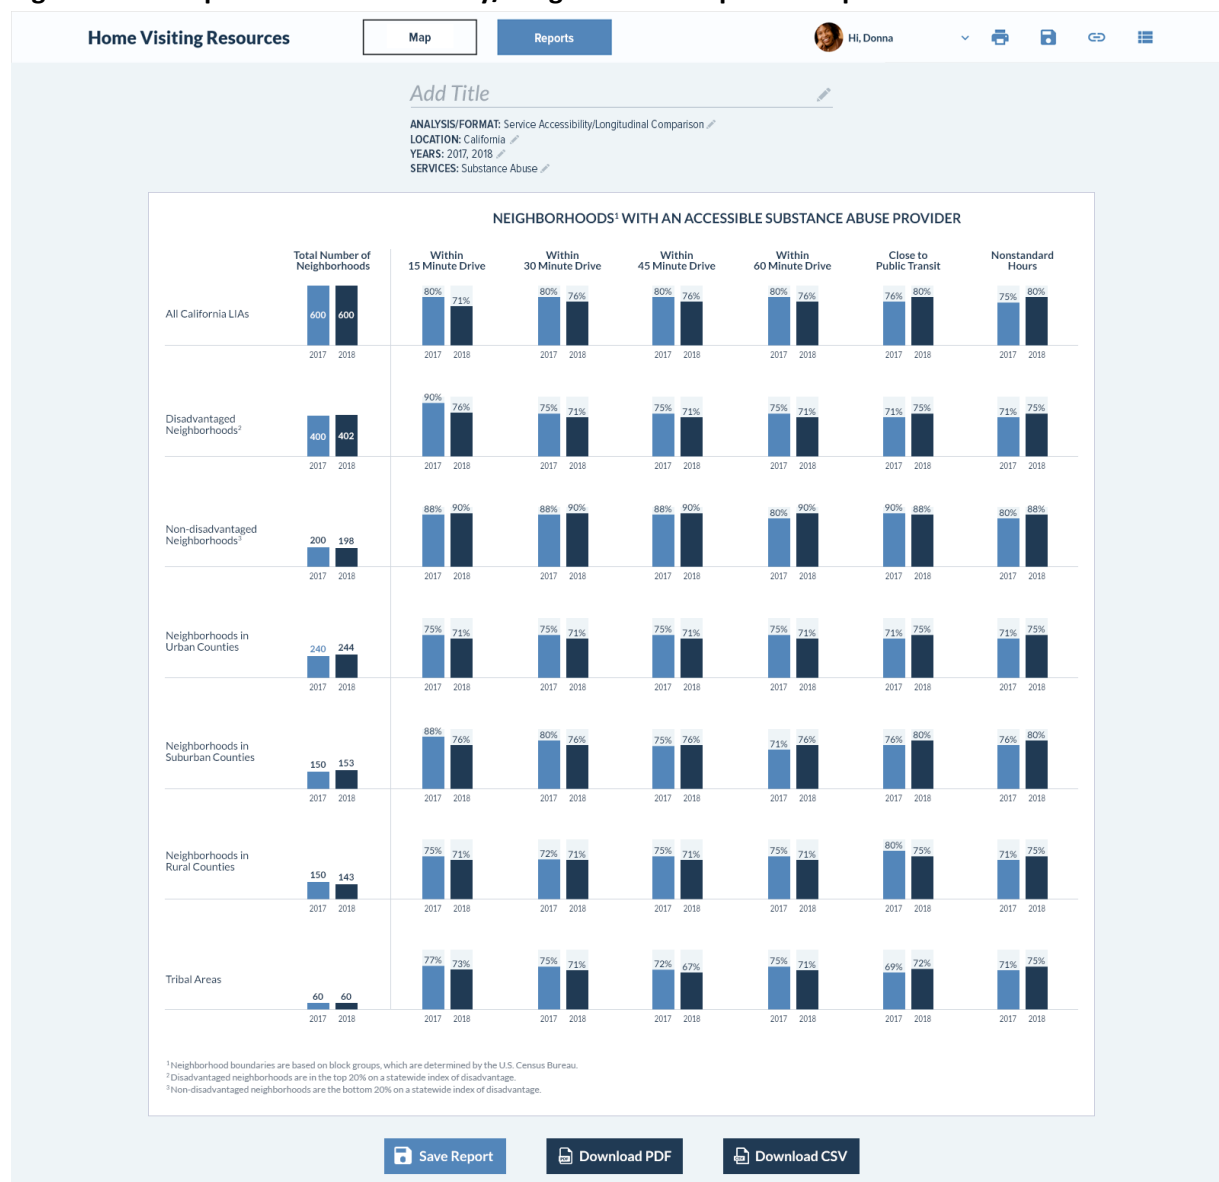 Home Visiting Resources
Map
Reports
Hi, Donna
Add Title
ANALYSIS/FORMAT: Service Accessibility/Longitudinal Comparison
LOCATION: California
YEARS: 2017, 2018
SERVICES: Substance Abuse
NEIGHBORHOODS¹ WITH AN ACCESSIBLE SUBSTANCE ABUSE PROVIDER
Total Number of Neighborhoods
Within 15 Minute Drive
Within 30 Minute Drive
Within 45 Minute Drive
Within 60 Minute Drive
Close to Public Transit
Nonstandard Hours
All California LIAs
600 600 80% 71% 80% 76% 80% 76% 80% 76% 76% 80% 75% 80%
2017 2018 2017 2018 2017 2018 2017 2018 2017 2018 2017 2018 2017 2018
Disadvantaged Neighborhoods²
400 402 90% 76% 75% 71% 75% 71% 75% 71% 71% 75% 71% 75%
2017 2018 2017 2018 2017 2018 2017 2018 2017 2018 2017 2018 2017 2018
Non-disadvantaged Neighborhoods³
200 198 88% 90% 88% 90% 88% 90% 80% 90% 90% 88% 80% 88%
2017 2018 2017 2018 2017 2018 2017 2018 2017 2018 2017 2018 2017 2018
Neighborhoods in Urban Counties
240 244 75% 71% 75% 71% 75% 71% 75% 71% 71% 75% 71% 75%
2017 2018 2017 2018 2017 2018 2017 2018 2017 2018 2017 2018 2017 2018
Neighborhoods in Suburban Counties
150 153 88% 76% 80% 76% 75% 76% 71% 76% 76% 80% 76% 80%
2017 2018 2017 2018 2017 2018 2017 2018 2017 2018 2017 2018 2017 2018
Neighborhoods in Rural Counties
150 143 75% 71% 72% 71% 75% 71% 75% 71% 80% 75% 71% 75%
2017 2018 2017 2018 2017 2018 2017 2018 2017 2018 2017 2018 2017 2018
Tribal Areas
60 60 77% 73% 75% 71% 72% 67% 75% 71% 69% 72% 71% 75%
2017 2018 2017 2018 2017 2018 2017 2018 2017 2018 2017 2018 2017 2018
¹Neighborhood boundaries are based on block groups, which are determined by the U.S. Census Bureau.
²Disadvantaged neighborhoods are in the top 20% on a statewide index of disadvantage.
³Non-disadvantaged neighborhoods are the bottom 20% on a statewide index of disadvantage.
Save Report
Download PDF
Download CSV